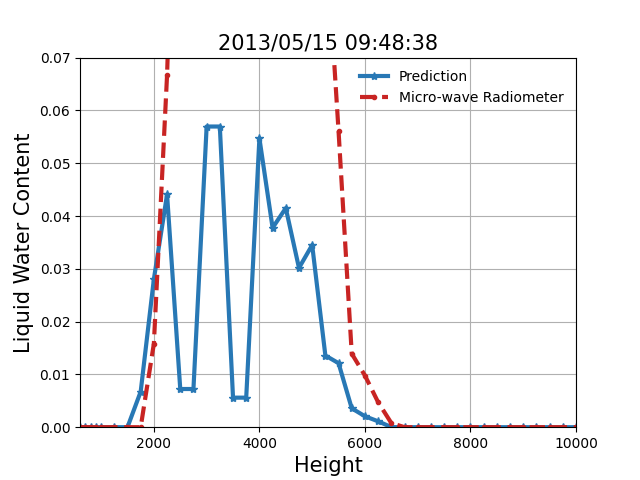 2013/05/15 09:48:38
Liquid Water Content
0.07
0.06
0.05
0.04
0.03
0.02
0.01
0.00
Prediction
Micro-wave Radiometer
2000 4000 6000 8000 10000
Height